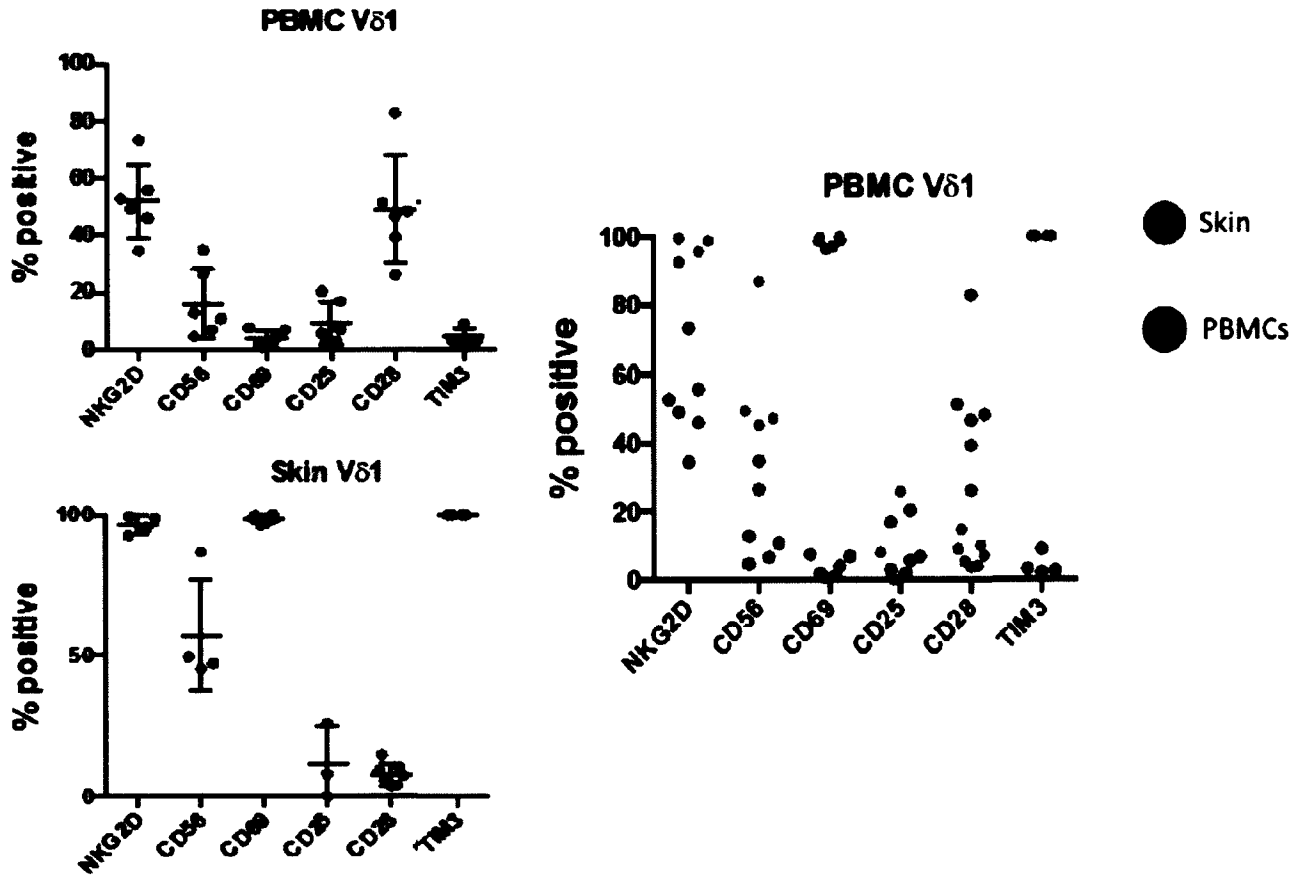 PBMC Vδ1
% positive
100
80
60
40
20
0
NKG2D
CD56
CD69
CD25
CD28
TIM3
Skin Vδ1
% positive
100
50
0
NKG2D
CD56
CD69
CD25
CD28
TIM3
PBMC Vδ1
% positive
100
80
60
40
20
0
NKG2D
CD56
CD69
CD25
CD28
TIM3
Skin
PBMCs